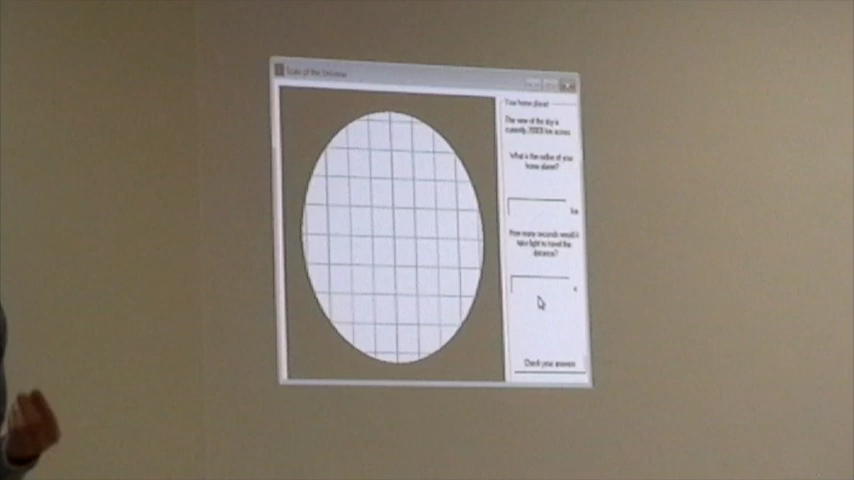 Scale of the Universe
Your home planet
The view of the sky is
currently 20003 km across
What is the radius of your
home planet?
km
How many seconds would it
take light to travel the
distance?
s
Check your answers